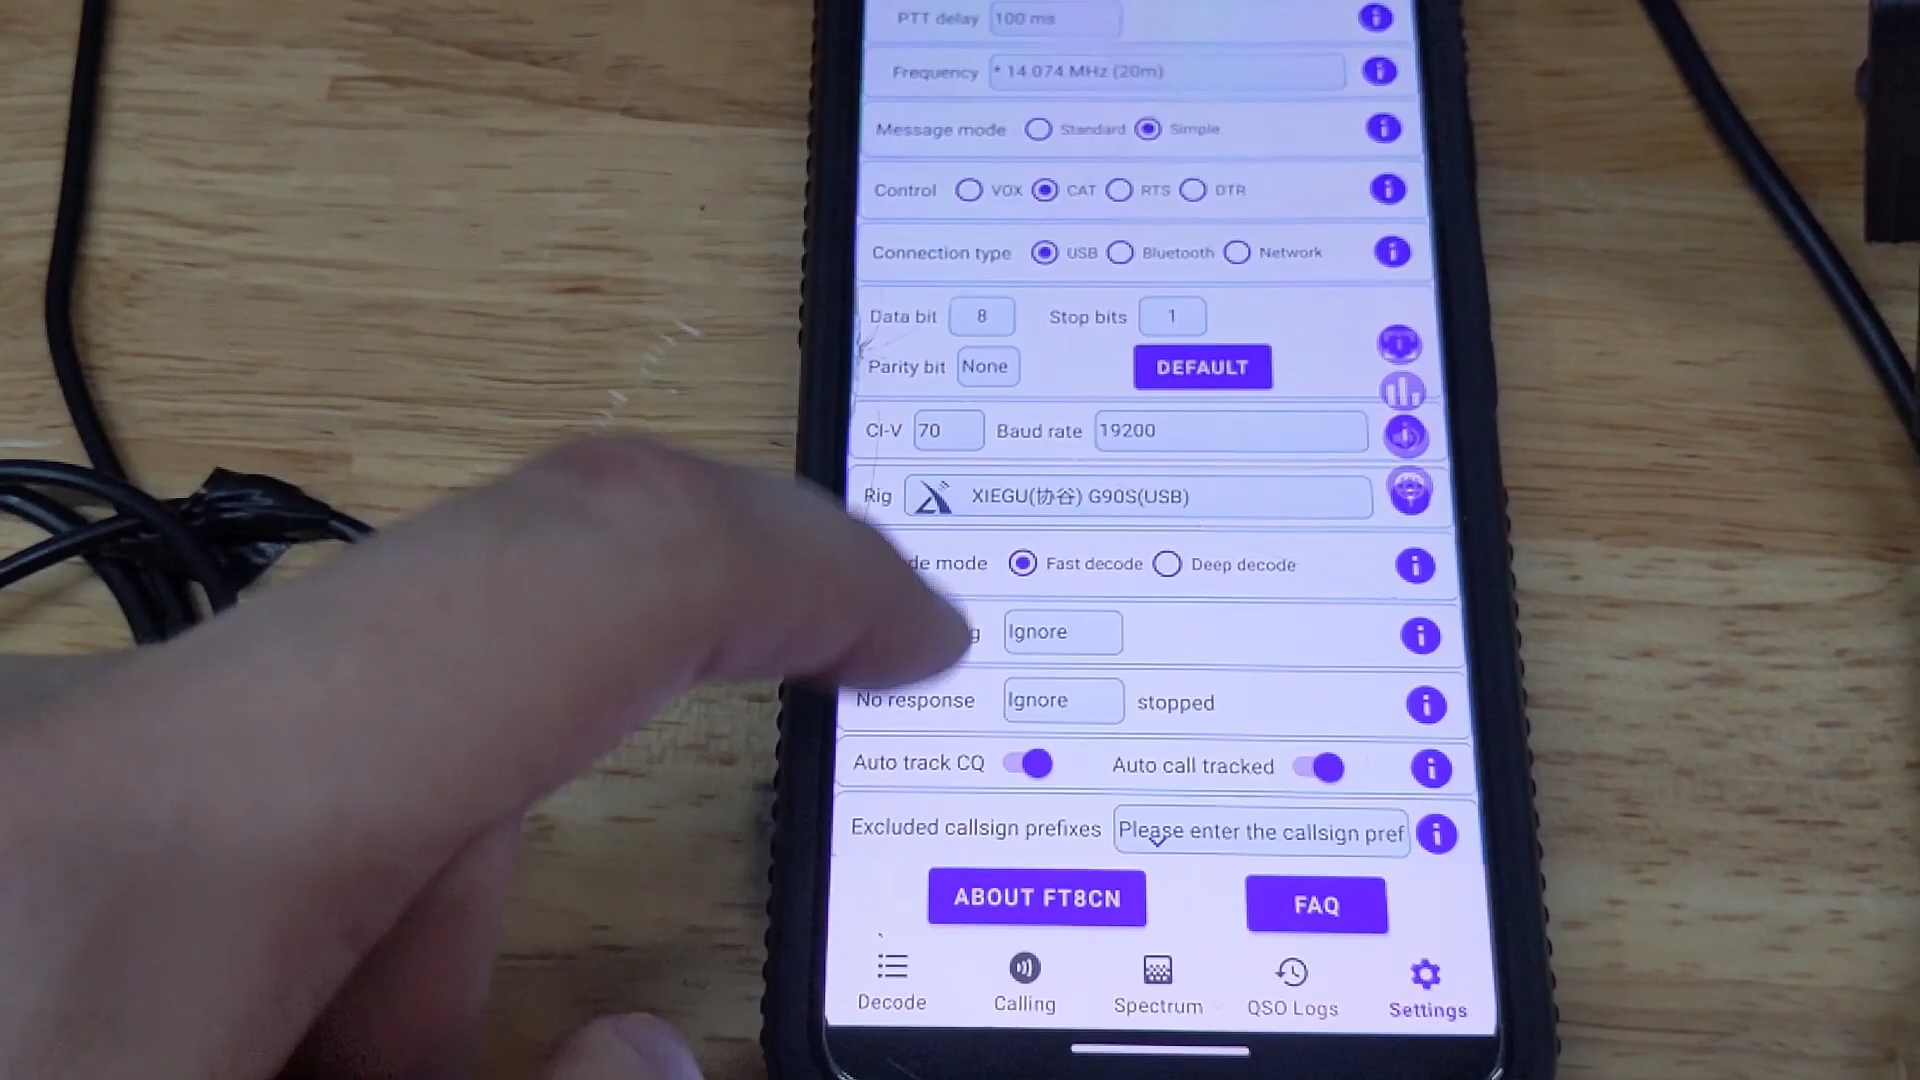 PTT delay 100 ms
Frequency * 14.074 MHz (20m)
Message mode Standard Simple
Control VOX CAT RTS DTR
Connection type USB Bluetooth Network
Data bit 8 Stop bits 1
Parity bit None DEFAULT
CI-V 70 Baud rate 19200
Rig XIEGU(协谷) G90S(USB)
de mode Fast decode Deep decode
g Ignore
No response Ignore stopped
Auto track CQ Auto call tracked
Excluded callsign prefixes Please enter the callsign pref
ABOUT FT8CN FAQ
Decode Calling Spectrum QSO Logs Settings